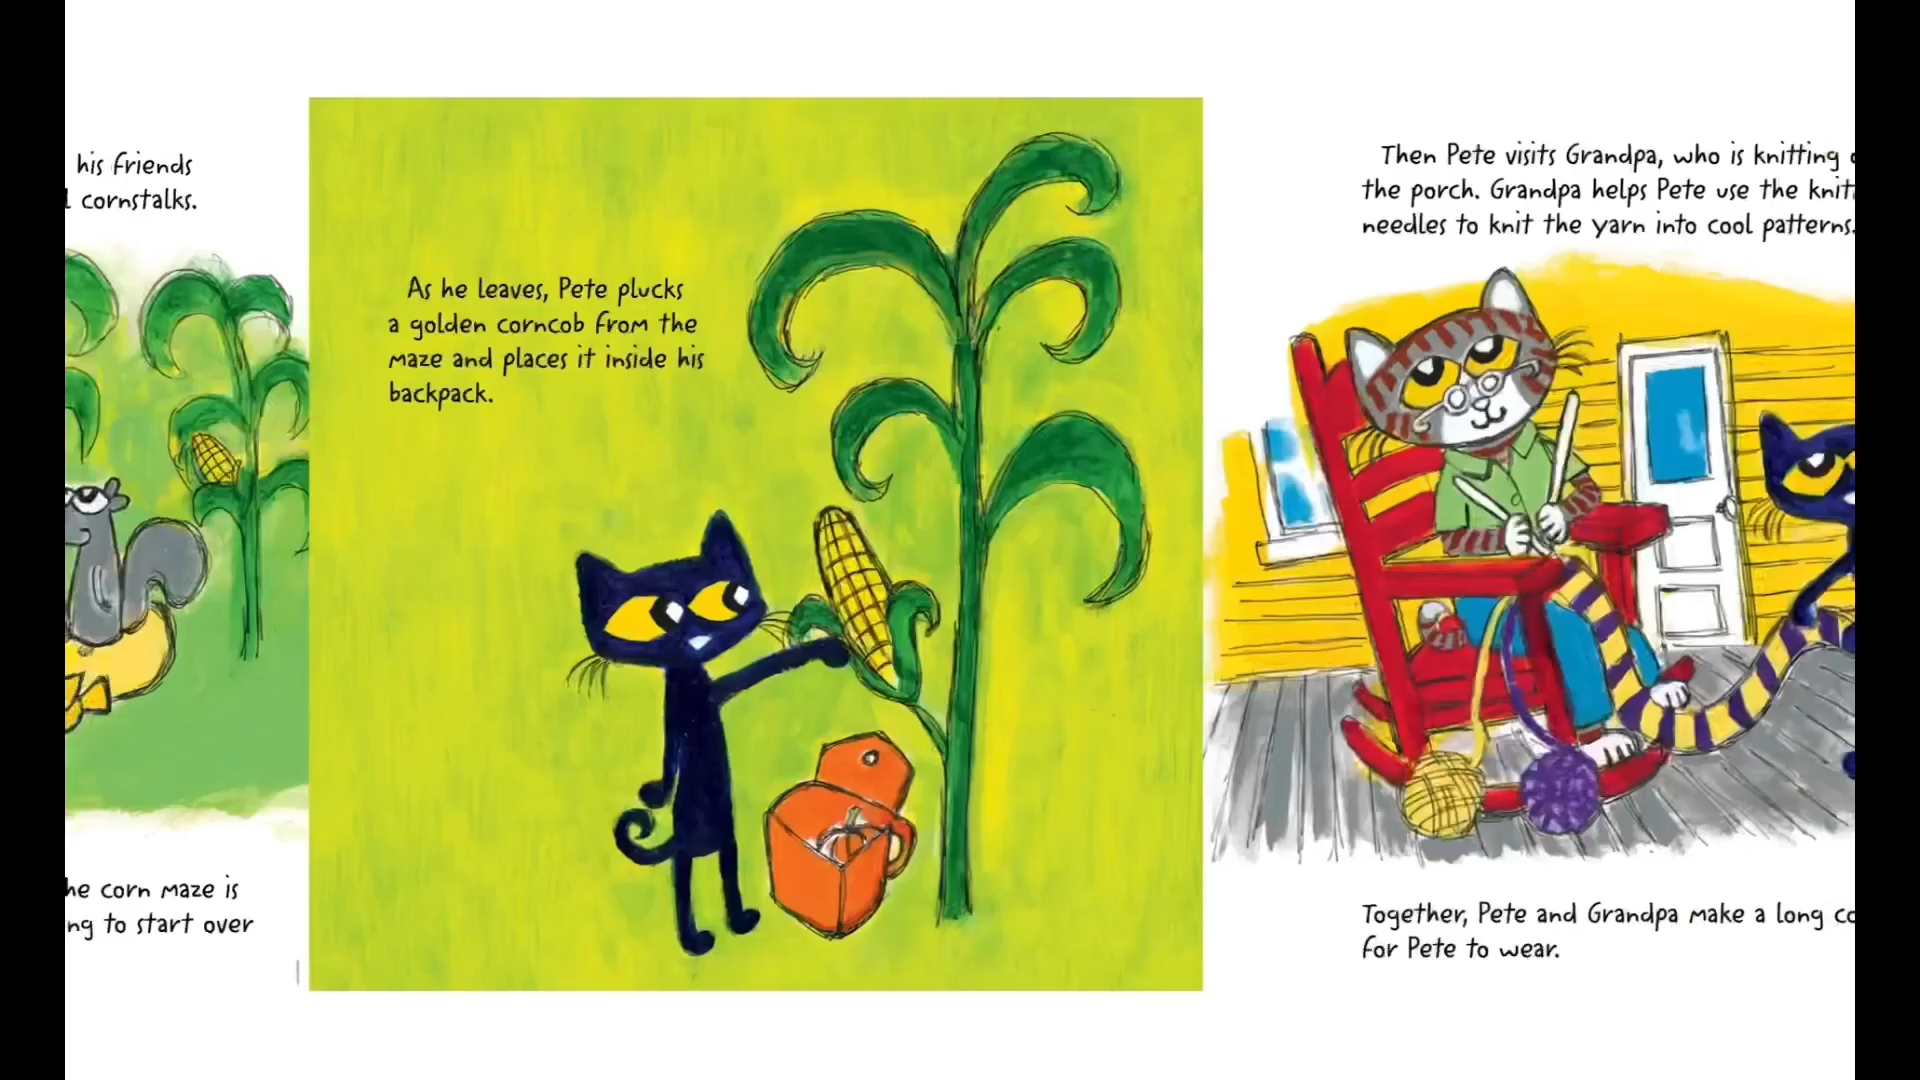 his friends
cornstalks.
corn maze is
to start over
As he leaves, Pete plucks
a golden corncob from the
maze and places it inside his
backpack.
Then Pete visits Grandpa, who is knitting
the porch. Grandpa helps Pete use the
needles to knit the yarn into cool patterns.
Together, Pete and Grandpa make a long
for Pete to wear.